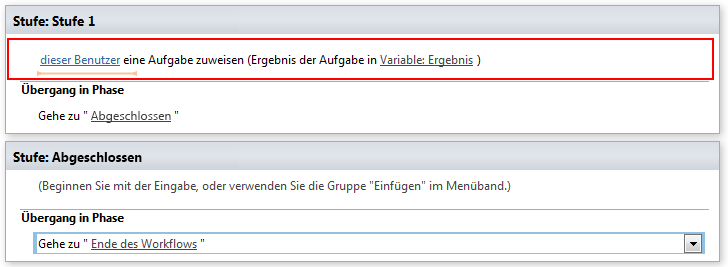 Stufe: Stufe 1
dieser Benutzer eine Aufgabe zuweisen (Ergebnis der Aufgabe in Variable: Ergebnis )
Übergang in Phase
Gehe zu " Abgeschlossen "
Stufe: Abgeschlossen
(Beginnen Sie mit der Eingabe, oder verwenden Sie die Gruppe "Einfügen" im Menüband.)
Übergang in Phase
Gehe zu " Ende des Workflows "